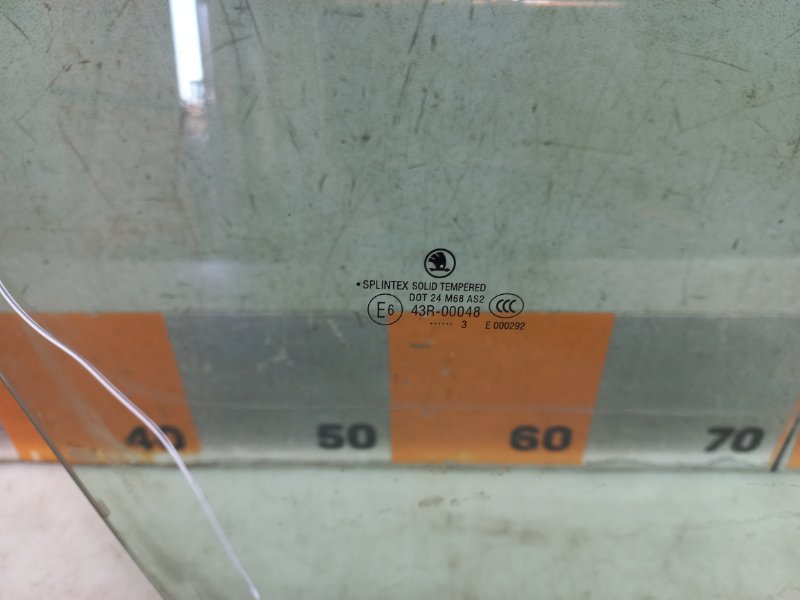 • SPLINTEX SOLID TEMPERED
DOT 24 M68 AS2
E6 43R-00048 CCC
...... 3 E 000292
40 50 60 70